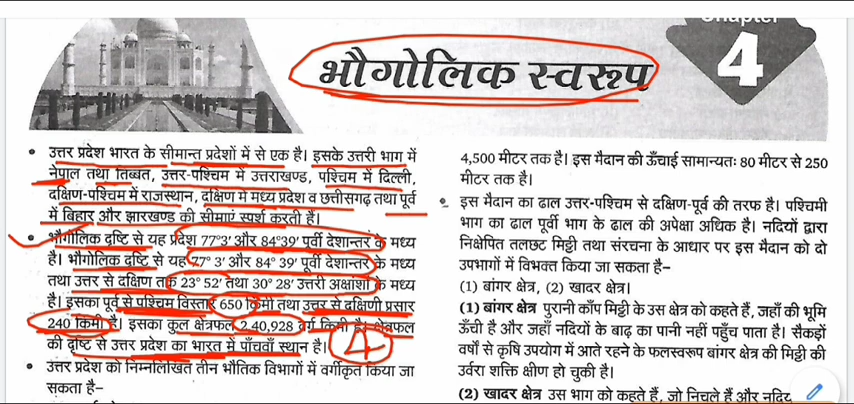 Chapter
4
भौगोलिक स्वरूप
• उत्तर प्रदेश भारत के सीमान्त प्रदेशों में से एक है। इसके उत्तरी भाग में
नेपाल तथा तिब्बत, उत्तर-पश्चिम में उत्तराखण्ड, पश्चिम में दिल्ली,
दक्षिण-पश्चिम में राजस्थान, दक्षिण में मध्य प्रदेश व छत्तीसगढ़ तथा पूर्व
में बिहार और झारखण्ड की सीमाएं स्पर्श करती हैं।
• भौगोलिक दृष्टि से यह प्रदेश 77°3' और 84°39' पूर्वी देशान्तर के मध्य
है। भौगोलिक दृष्टि से यह 77° 3' और 84° 39' पूर्वी देशान्तर के मध्य
तथा उत्तर से दक्षिण तक 23° 52' तथा 30° 28' उत्तरी अक्षांशों के मध्य
है। इसका पूर्व से पश्चिम विस्तार 650 किमी तथा उत्तर से दक्षिणी प्रसार
240 किमी है। इसका कुल क्षेत्रफल 2,40,928 वर्ग किमी है। क्षेत्रफल
की दृष्टि से उत्तर प्रदेश का भारत में पाँचवाँ स्थान है। 4
• उत्तर प्रदेश को निम्नलिखित तीन भौतिक विभागों में वर्गीकृत किया जा
सकता है–
4,500 मीटर तक है। इस मैदान की ऊँचाई सामान्यतः 80 मीटर से 250
मीटर तक है।
• इस मैदान का ढाल उत्तर-पश्चिम से दक्षिण-पूर्व की तरफ है। पश्चिमी
भाग का ढाल पूर्वी भाग के ढाल की अपेक्षा अधिक है। नदियों द्वारा
निक्षेपित तलछट मिट्टी तथा संरचना के आधार पर इस मैदान को दो
उपभागों में विभक्त किया जा सकता है–
(1) बांगर क्षेत्र, (2) खादर क्षेत्र।
(1) बांगर क्षेत्र पुरानी काँप मिट्टी के उस क्षेत्र को कहते हैं, जहाँ की भूमि
ऊँची है और जहाँ नदियों के बाढ़ का पानी नहीं पहुँच पाता है। सैकड़ों
वर्षो से कृषि उपयोग में आते रहने के फलस्वरूप बांगर क्षेत्र की मिट्टी की
उर्वरा शक्ति क्षीण हो चुकी है।
(2) खादर क्षेत्र उस भाग को कहते हैं, जो निचले हैं और नदिय